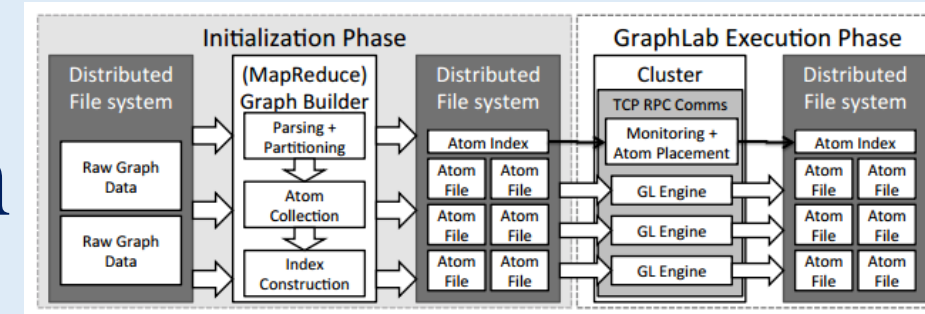 Initialization Phase
GraphLab Execution Phase
Distributed
File system
Raw Graph
Data
Raw Graph
Data
(MapReduce)
Graph Builder
Parsing +
Partitioning
Atom
Collection
Index
Construction
Distributed
File system
Atom Index
Atom
File
Atom
File
Atom
File
Atom
File
Atom
File
Atom
File
Cluster
TCP RPC Comms
Monitoring +
Atom Placement
GL Engine
GL Engine
GL Engine
Distributed
File system
Atom Index
Atom
File
Atom
File
Atom
File
Atom
File
Atom
File
Atom
File